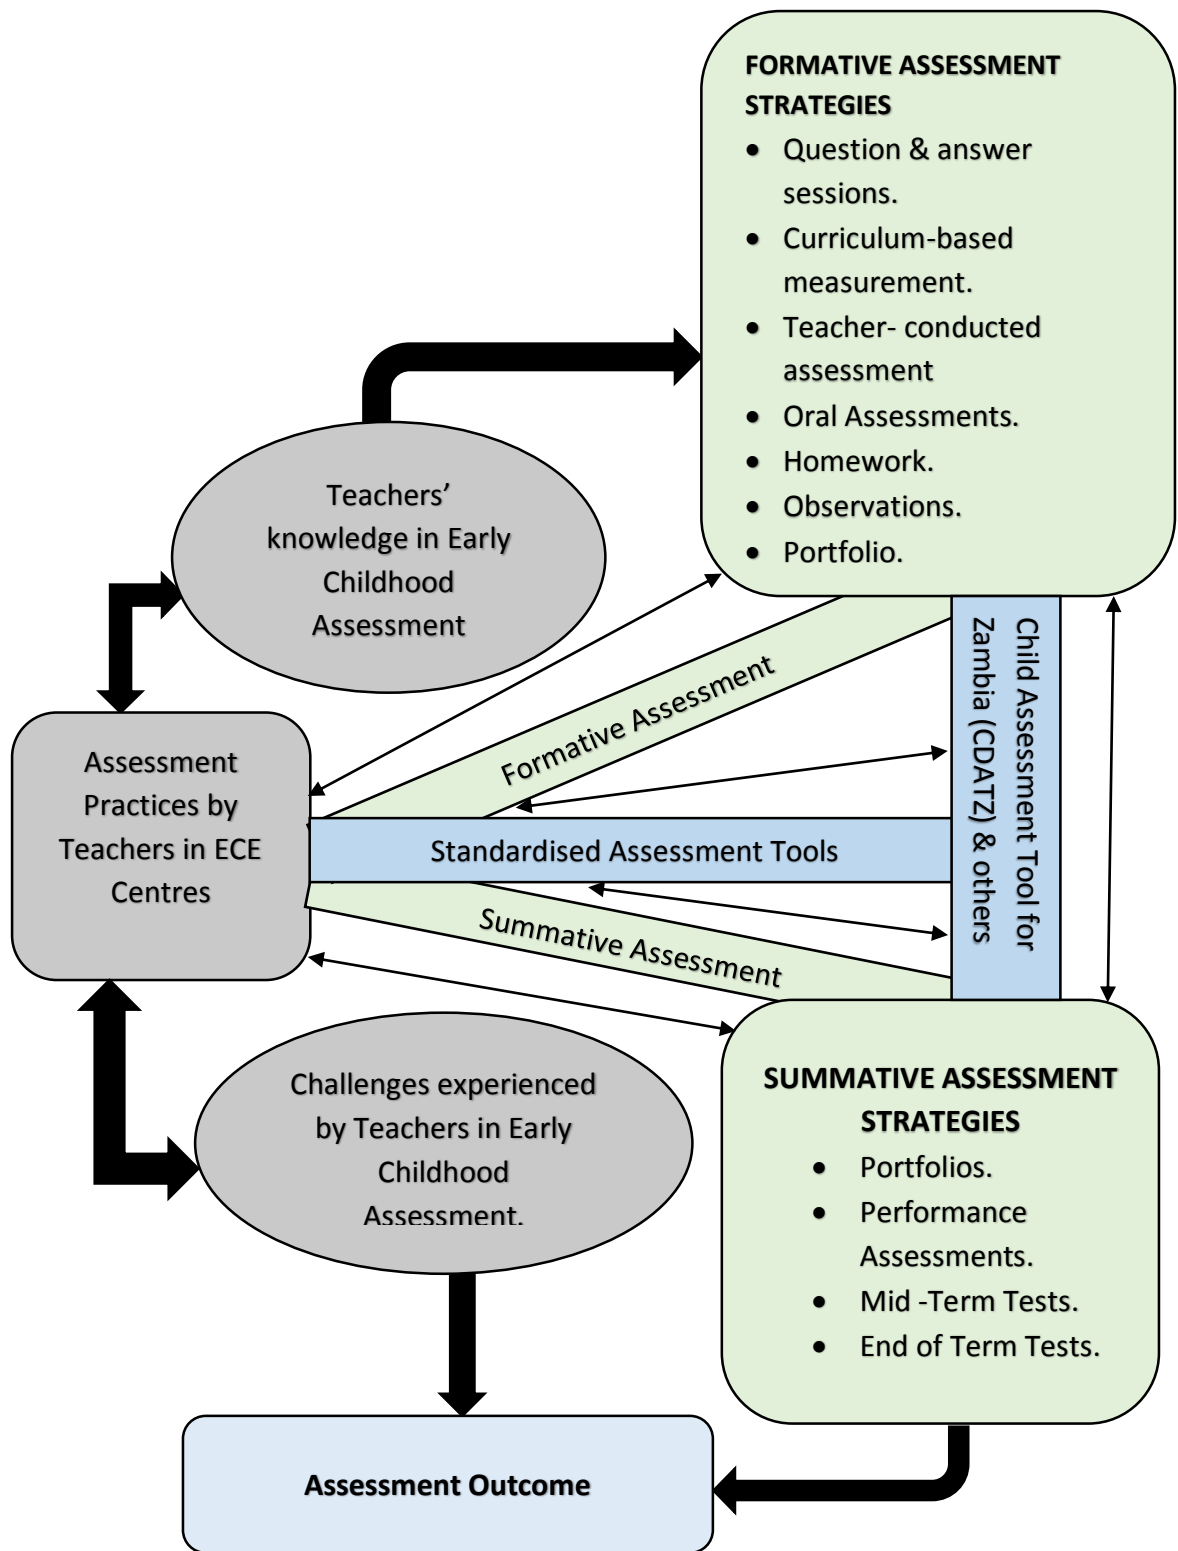 FORMATIVE ASSESSMENT
STRATEGIES
• Question & answer
sessions.
• Curriculum-based
measurement.
• Teacher- conducted
assessment
• Oral Assessments.
• Homework.
• Observations.
• Portfolio.
Teachers’
knowledge in Early
Childhood
Assessment
Assessment
Practices by
Teachers in ECE
Centres
Formative Assessment
Standardised Assessment Tools
Summative Assessment
Child Assessment Tool for
Zambia (CDATZ) & others
Challenges experienced
by Teachers in Early
Childhood
Assessment.
SUMMATIVE ASSESSMENT
STRATEGIES
• Portfolios.
• Performance
Assessments.
• Mid -Term Tests.
• End of Term Tests.
Assessment Outcome